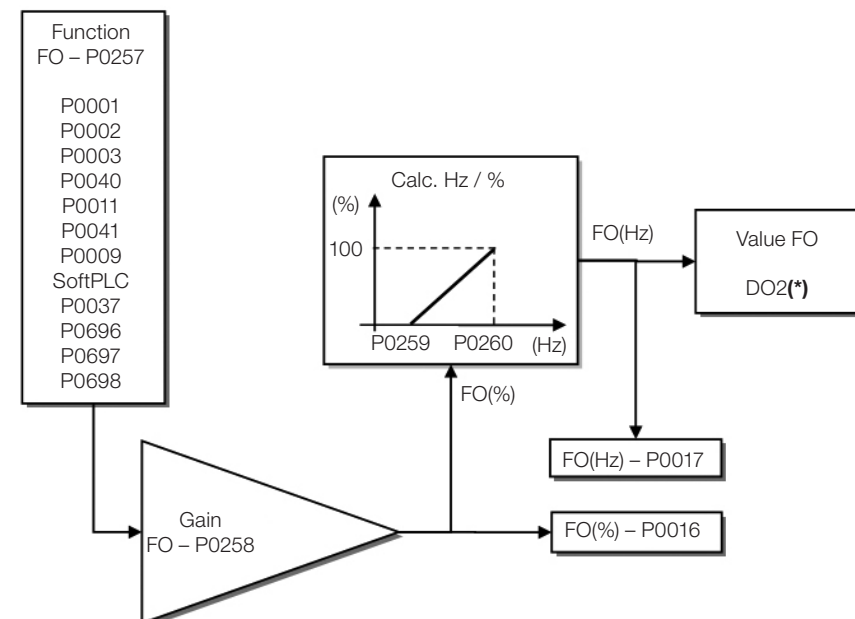 Function
FO – P0257
P0001
P0002
P0003
P0040
P0011
P0041
P0009
SoftPLC
P0037
P0696
P0697
P0698
Calc. Hz / %
(%)
100
P0259 P0260 (Hz)
FO(Hz)
Value FO
DO2(*)
FO(%)
FO(Hz) – P0017
Gain
FO – P0258
FO(%) – P0016